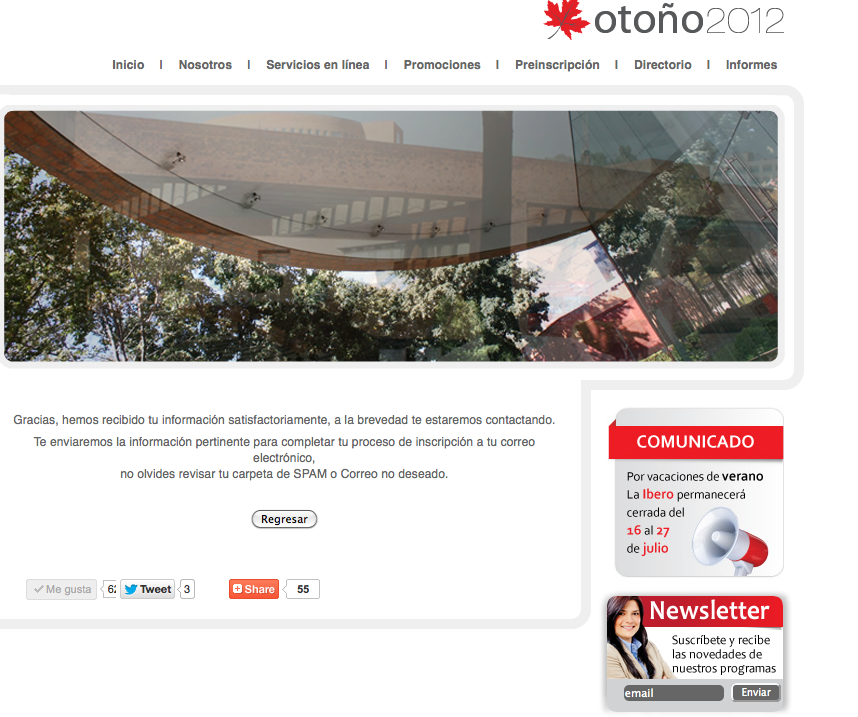 otoño2012
Inicio | Nosotros | Servicios en línea | Promociones | Preinscripción | Directorio | Informes
Gracias, hemos recibido tu información satisfactoriamente, a la brevedad te estaremos contactando.
Te enviaremos la información pertinente para completar tu proceso de inscripción a tu correo
electrónico,
no olvides revisar tu carpeta de SPAM o Correo no deseado.
Regresar
Me gusta 62 Tweet 3 Share 55
COMUNICADO
Por vacaciones de verano
La Ibero permanecerá
cerrada del
16 al 27
de julio
Newsletter
Suscríbete y recibe
las novedades de
nuestros programas
email Enviar